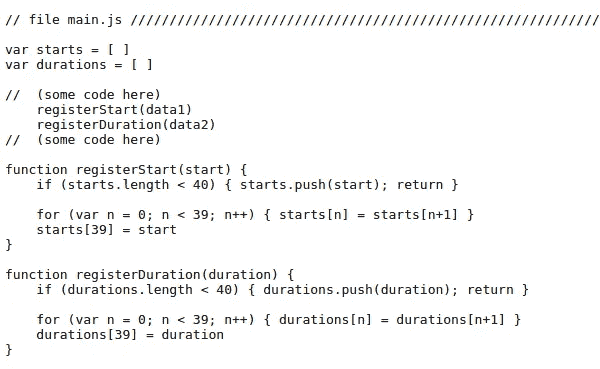 // file main.js ////////////////////////////////////////////////////////////
var starts = [ ]
var durations = [ ]
//  (some code here)
    registerStart(data1)
    registerDuration(data2)
//  (some code here)
function registerStart(start) {
    if (starts.length < 40) { starts.push(start); return }
    for (var n = 0; n < 39; n++) { starts[n] = starts[n+1] }
    starts[39] = start
}
function registerDuration(duration) {
    if (durations.length < 40) { durations.push(duration); return }
    for (var n = 0; n < 39; n++) { durations[n] = durations[n+1] }
    durations[39] = duration
}